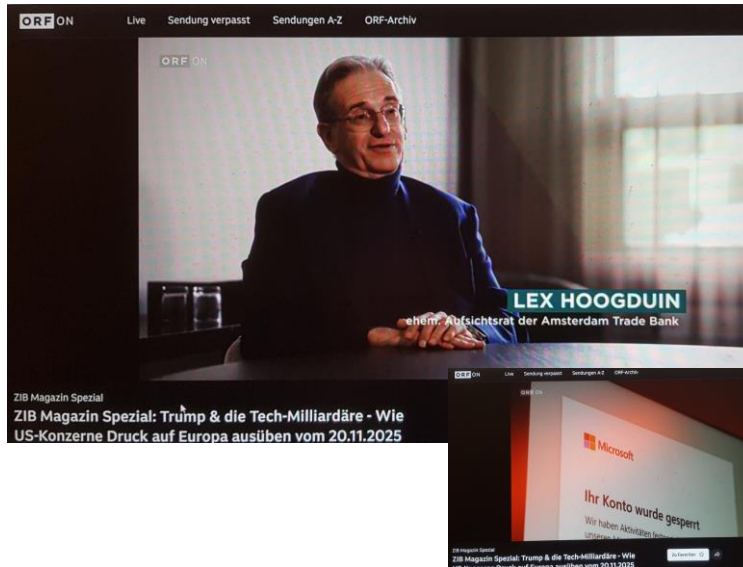 ORF ON Live Sendung verpasst Sendungen A-Z ORF-Archiv
ORF ON
LEX HOOGDUIN
ehem. Aufsichtsrat der Amsterdam Trade Bank
ZIB Magazin Spezial
ZIB Magazin Spezial: Trump & die Tech-Milliardäre - Wie
US-Konzerne Druck auf Europa ausüben vom 20.11.2025
ORF ON Live Sendung verpasst Sendungen A-Z ORF-Archiv
ORF ON
Microsoft
Ihr Konto wurde gesperrt
Wir haben Aktivitäten
ZIB Magazin Spezial
ZIB Magazin Spezial: Trump & die Tech-Milliardäre - Wie
US-Konzerne Druck auf Europa ausüben vom 20.11.2025